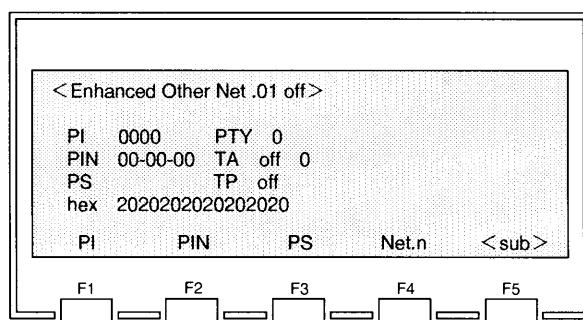 <Enhanced Other Net .01 off>
PI 0000 PTY 0
PIN 00-00-00 TA off 0
PS TP off
hex 2020202020202020
PI PIN PS Net.n <sub>
F1 F2 F3 F4 F5